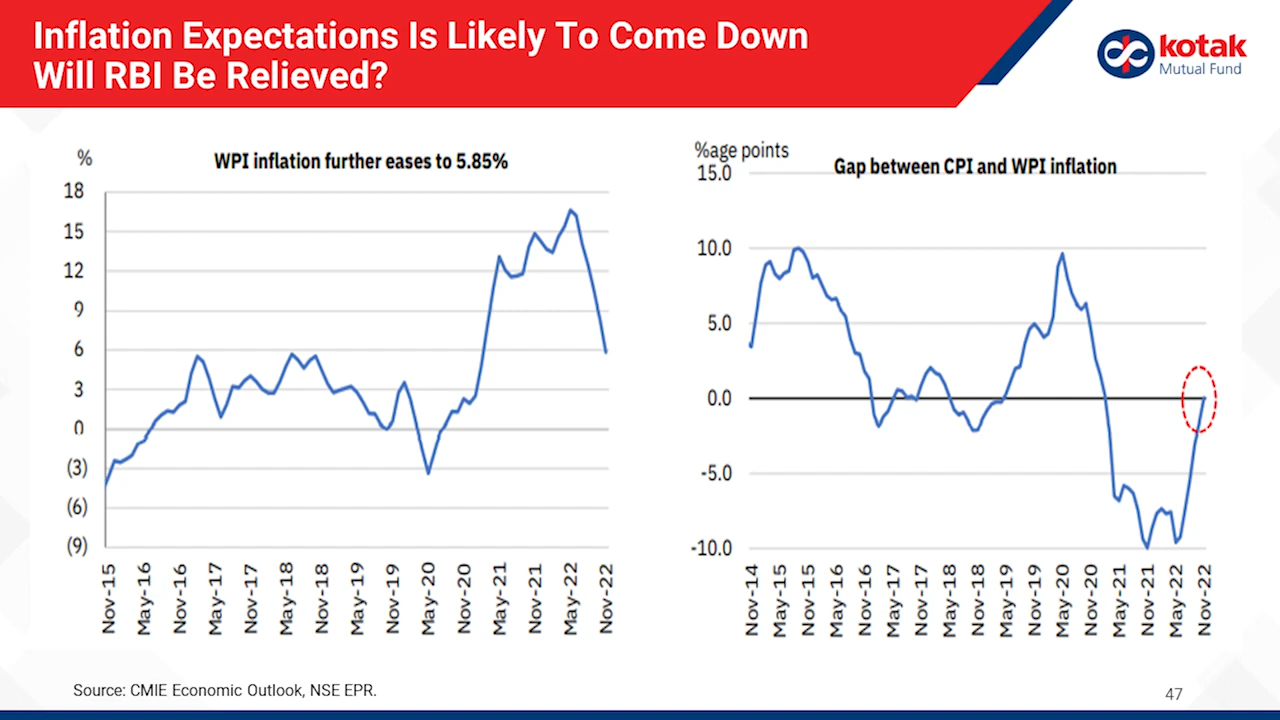 Inflation Expectations Is Likely To Come Down
Will RBI Be Relieved?
kotak
Mutual Fund
%
WPI inflation further eases to 5.85%
18
15
12
9
6
3
0
(3)
(6)
(9)
Nov-15
May-16
Nov-16
May-17
Nov-17
May-18
Nov-18
May-19
Nov-19
May-20
Nov-20
May-21
Nov-21
May-22
Nov-22
%age points
Gap between CPI and WPI inflation
15.0
10.0
5.0
0.0
-5.0
-10.0
Nov-14
May-15
Nov-15
May-16
Nov-16
May-17
Nov-17
May-18
Nov-18
May-19
Nov-19
May-20
Nov-20
May-21
Nov-21
May-22
Nov-22
Source: CMIE Economic Outlook, NSE EPR.
47